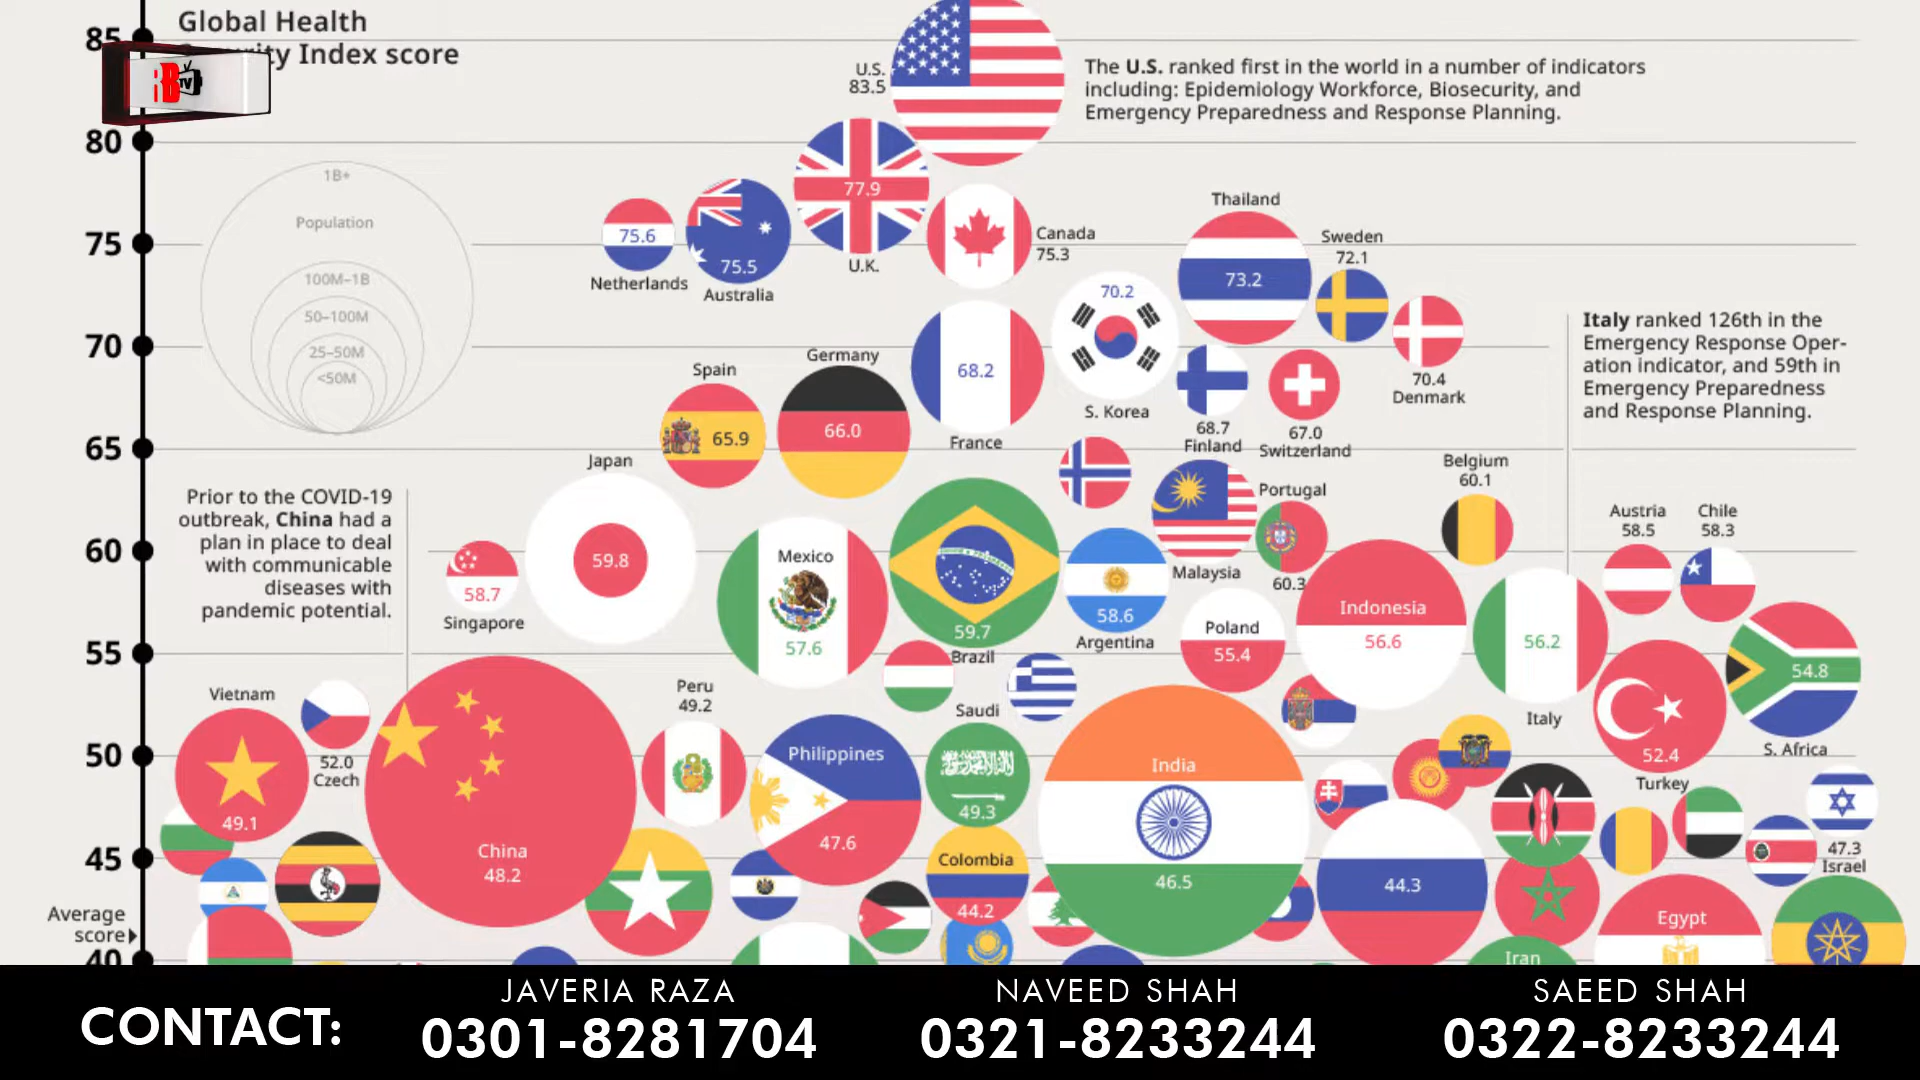 Global Health
ity Index score
85
80
75
70
65
60
55
50
45
40
Average
score
BTV
1B+
Population
100M–1B
50–100M
25–50M
<50M
U.S.
83.5
The U.S. ranked first in the world in a number of indicators
including: Epidemiology Workforce, Biosecurity, and
Emergency Preparedness and Response Planning.
77.9
U.K.
75.6
Netherlands
75.5
Australia
Canada
75.3
Thailand
73.2
Sweden
72.1
70.4
Denmark
70.2
S. Korea
68.7
Finland
67.0
Switzerland
68.2
France
Germany
66.0
Spain
65.9
Italy ranked 126th in the
Emergency Response Oper-
ation indicator, and 59th in
Emergency Preparedness
and Response Planning.
Prior to the COVID-19
outbreak, China had a
plan in place to deal
with communicable
diseases with
pandemic potential.
Japan
59.8
58.7
Singapore
Mexico
57.6
59.7
Brazil
58.6
Argentina
Malaysia
Portugal
60.3
Belgium
60.1
Austria
58.5
Chile
58.3
Poland
55.4
Indonesia
56.6
56.2
Italy
54.8
S. Africa
52.4
Turkey
Vietnam
49.1
52.0
Czech
China
48.2
Peru
49.2
Philippines
47.6
Saudi
49.3
Colombia
44.2
India
46.5
44.3
47.3
Israel
Egypt
Iran
CONTACT:
JAVERIA RAZA
0301-8281704
NAVEED SHAH
0321-8233244
SAEED SHAH
0322-8233244